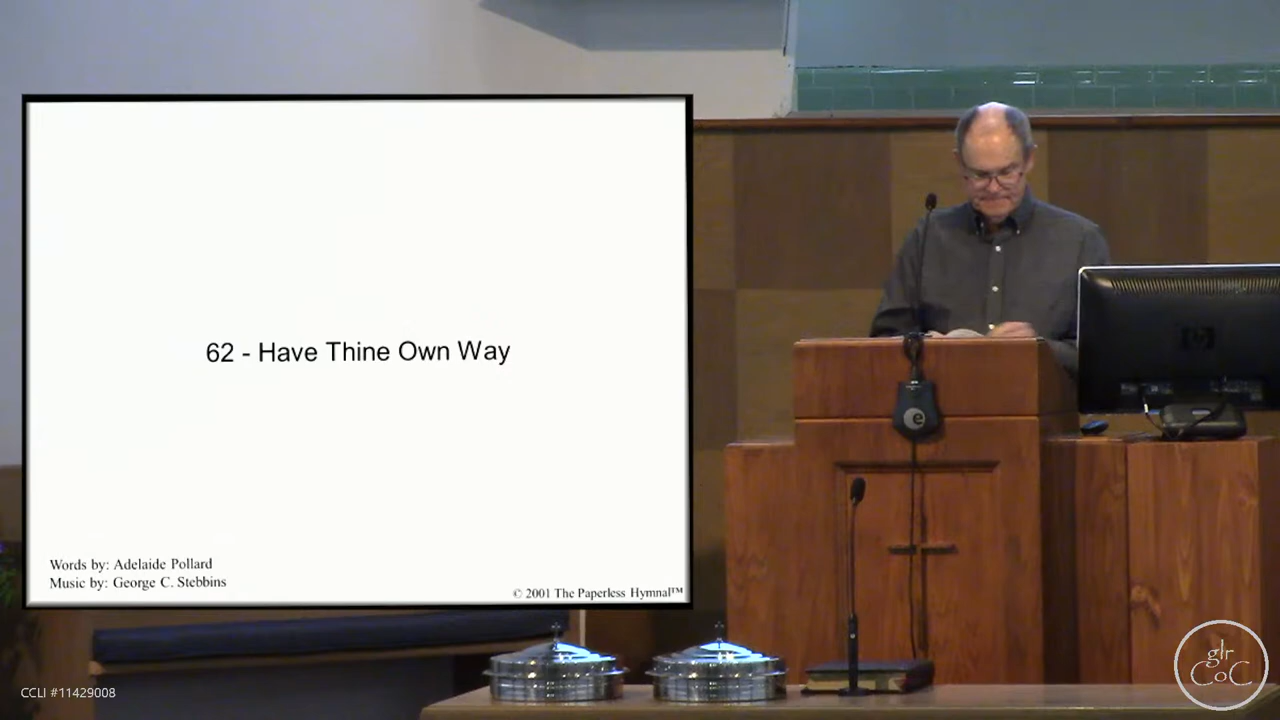 62 - Have Thine Own Way
Words by: Adelaide Pollard
Music by: George C. Stebbins
© 2001 The Paperless Hymnal™
hp
e
CCLI #11429008
glr
CoC